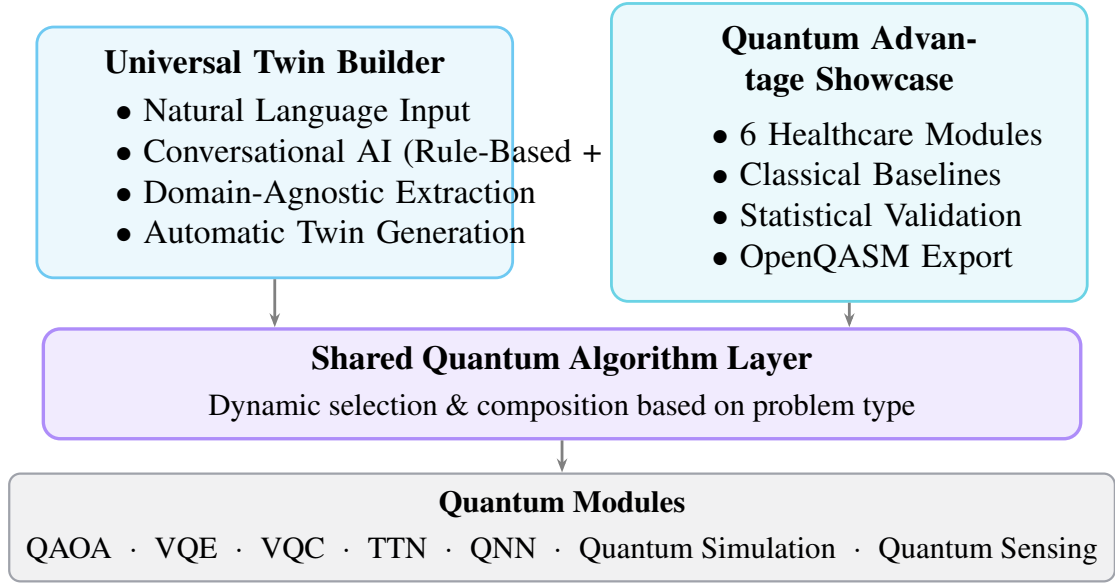 Universal Twin Builder
• Natural Language Input
• Conversational AI (Rule-Based +
• Domain-Agnostic Extraction
• Automatic Twin Generation
Quantum Advan-
tage Showcase
• 6 Healthcare Modules
• Classical Baselines
• Statistical Validation
• OpenQASM Export
Shared Quantum Algorithm Layer
Dynamic selection & composition based on problem type
Quantum Modules
QAOA · VQE · VQC · TTN · QNN · Quantum Simulation · Quantum Sensing